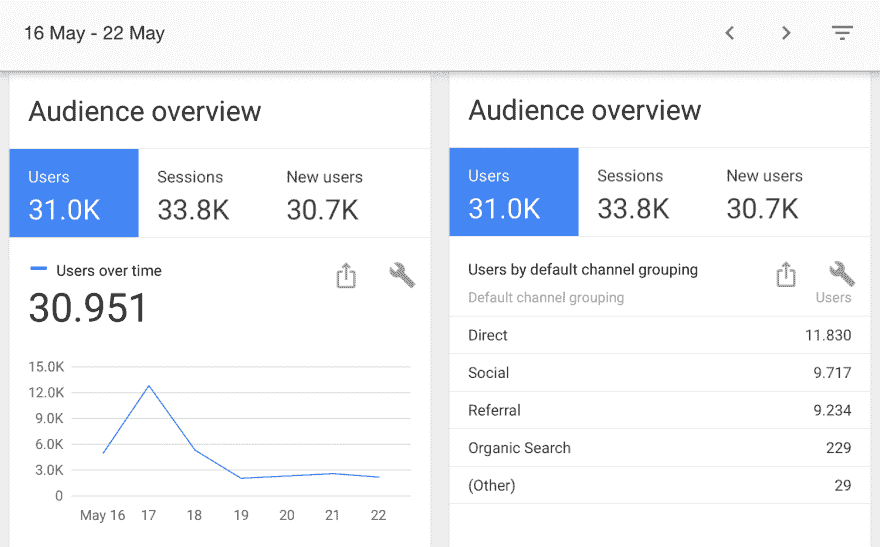 16 May - 22 May
Audience overview
Users Sessions New users
31.0K 33.8K 30.7K
Users over time
30.951
15.0K
12.0K
9.0K
6.0K
3.0K
0
May 16 17 18 19 20 21 22
Audience overview
Users Sessions New users
31.0K 33.8K 30.7K
Users by default channel grouping
Default channel grouping Users
Direct 11.830
Social 9.717
Referral 9.234
Organic Search 229
(Other) 29